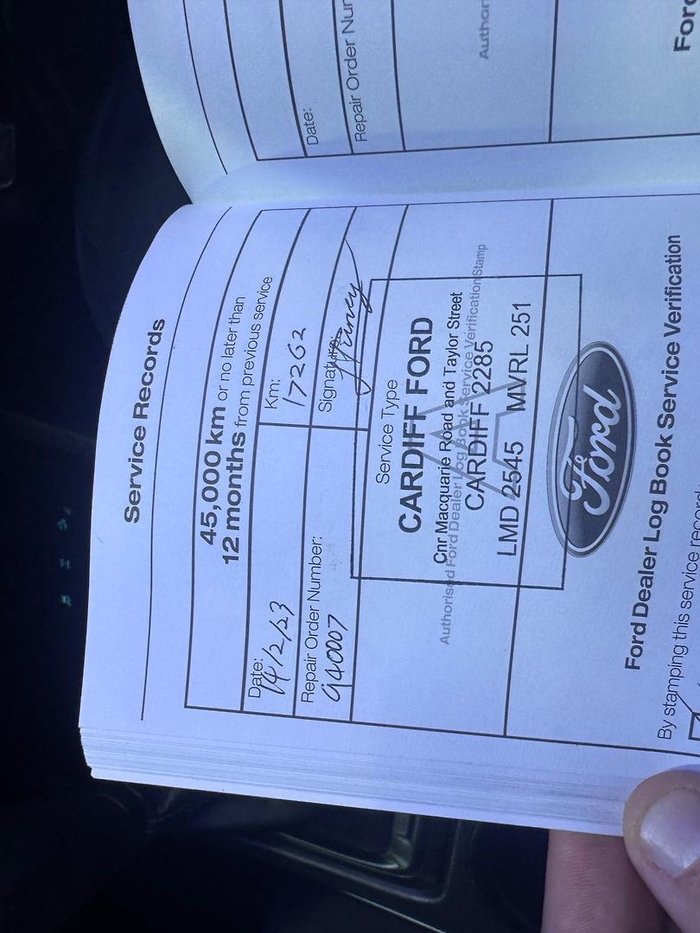 Service Records
45,000 km or no later than
12 months from previous service
Date:
14/2/23
Km:
17262
Repair Order Number:
Signature:
Service Type
CARDIFF FORD
Cnr Macquarie Road and Taylor Street
Authorised Ford Dealer Log Book Service Verification Stamp
CARDIFF 2285
LMD 2545 MVRL 251
Ford
Ford Dealer Log Book Service Verification
By stamping this service record
Date:
Repair Order Nur
Author
Ford